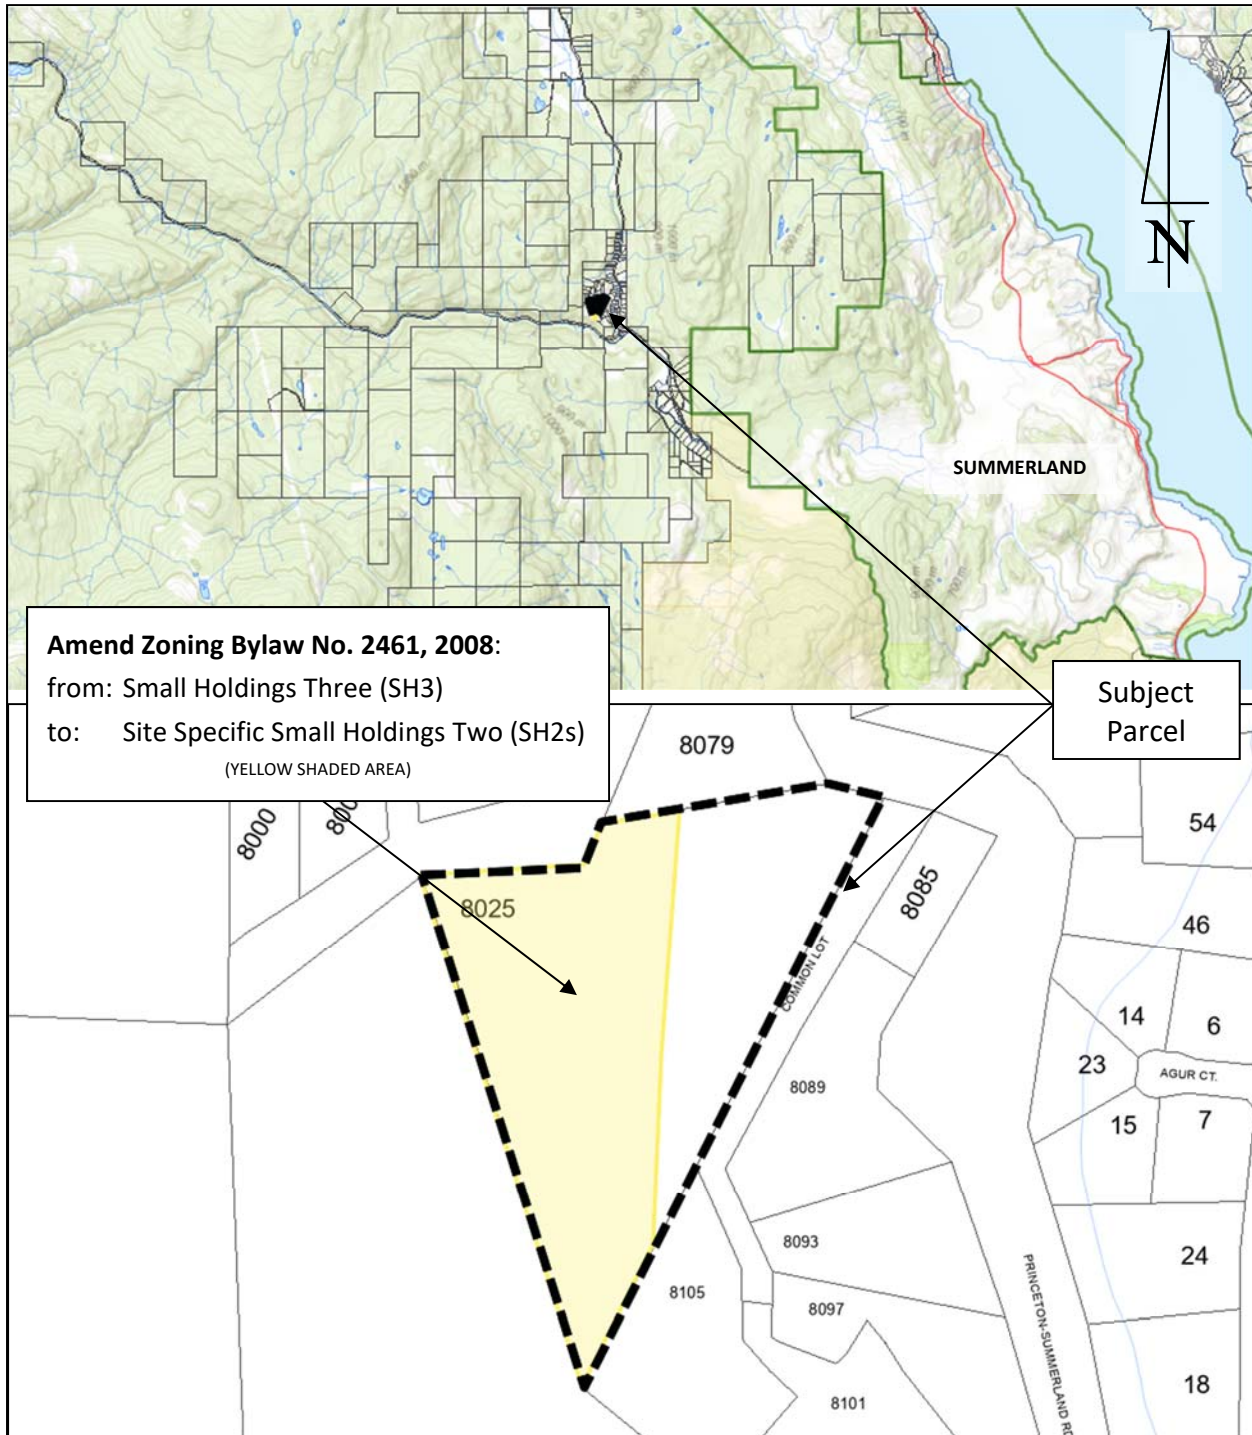 N
SUMMERLAND
Amend Zoning Bylaw No. 2461, 2008:
from: Small Holdings Three (SH3)
to: Site Specific Small Holdings Two (SH2s)
(YELLOW SHADED AREA)
Subject
Parcel
8079
8000
8025
8085
COMMON LOT
54
46
14
6
23
AGUR CT.
15
7
8089
8093
8105
8097
8101
24
18
PRINCETON-SUMMERLAND RD